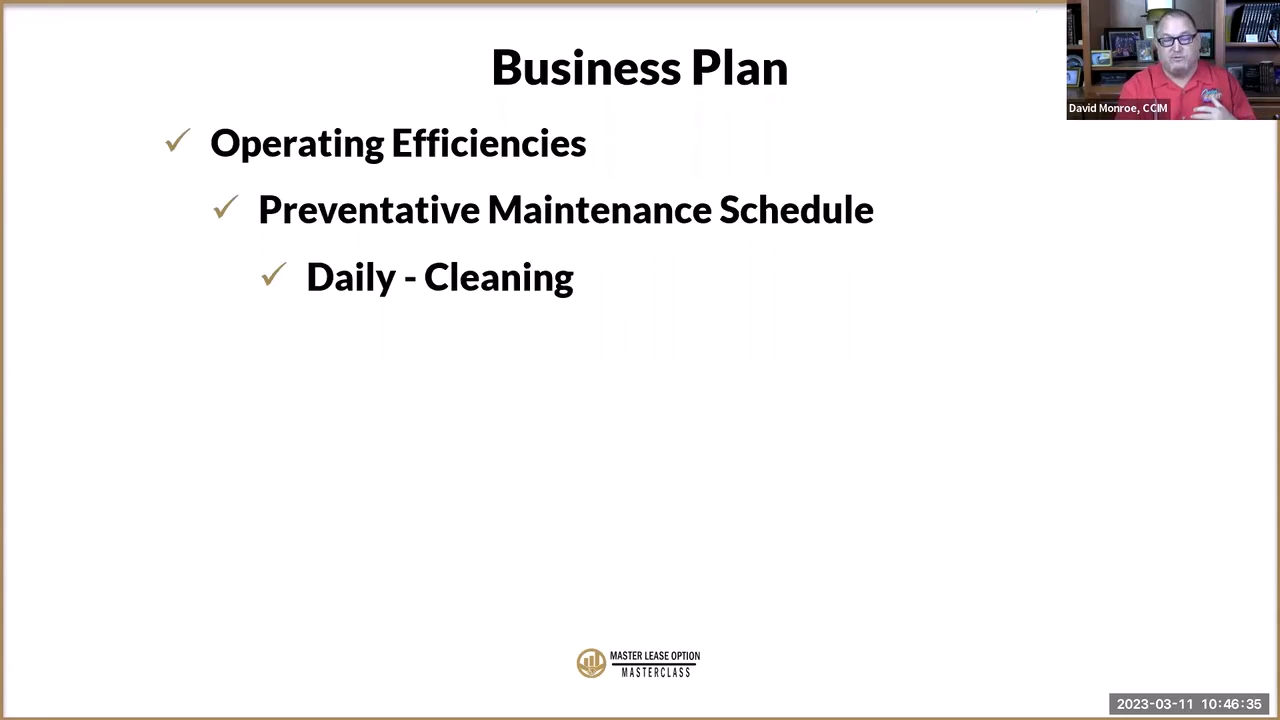 Business Plan
David Monroe, CCIM
✓ Operating Efficiencies
✓ Preventative Maintenance Schedule
✓ Daily - Cleaning
MASTER LEASE OPTION
MASTERCLASS
2023-03-11 10:46:35